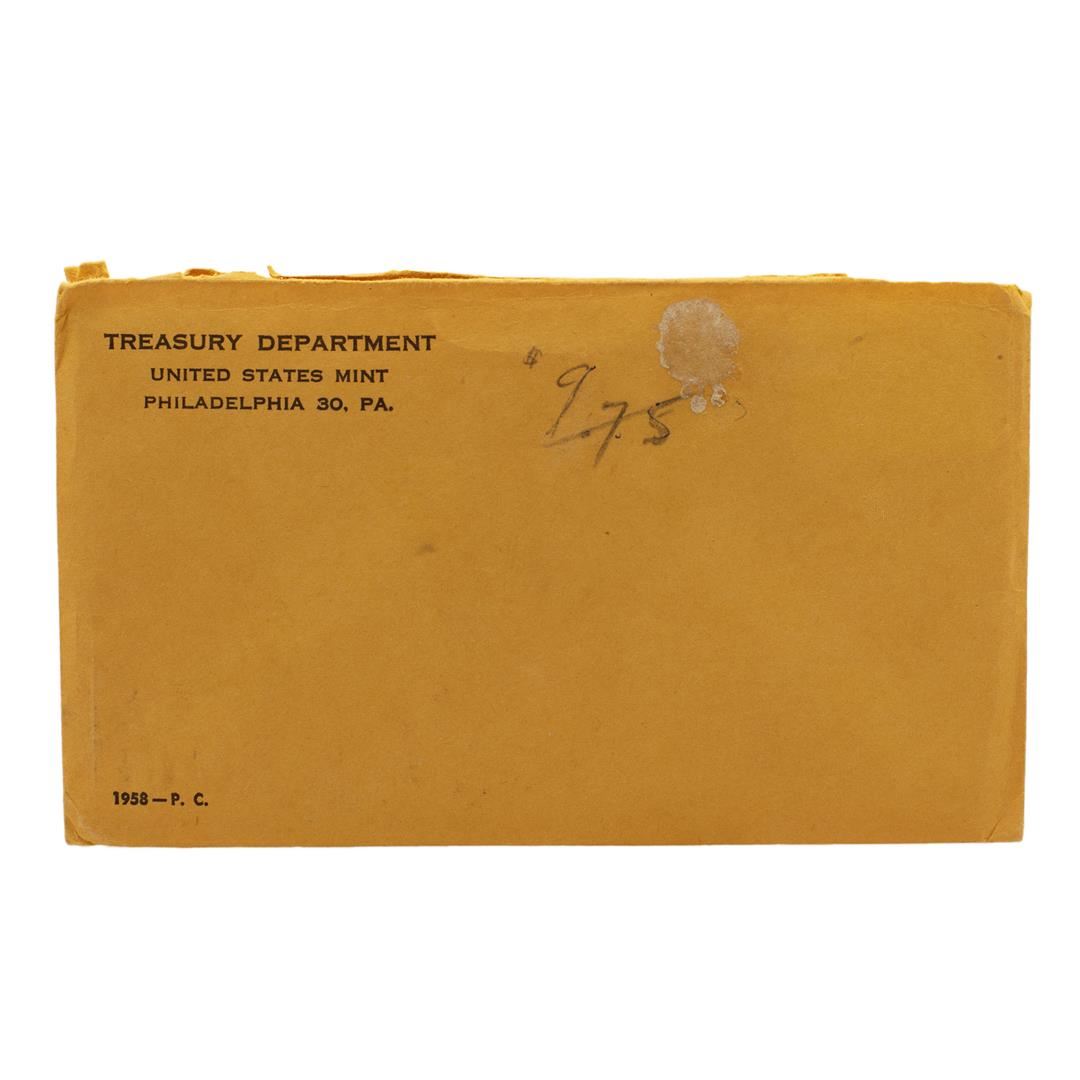 TREASURY DEPARTMENT
UNITED STATES MINT
PHILADELPHIA 30, PA.
$ 9.75
1958—P. C.